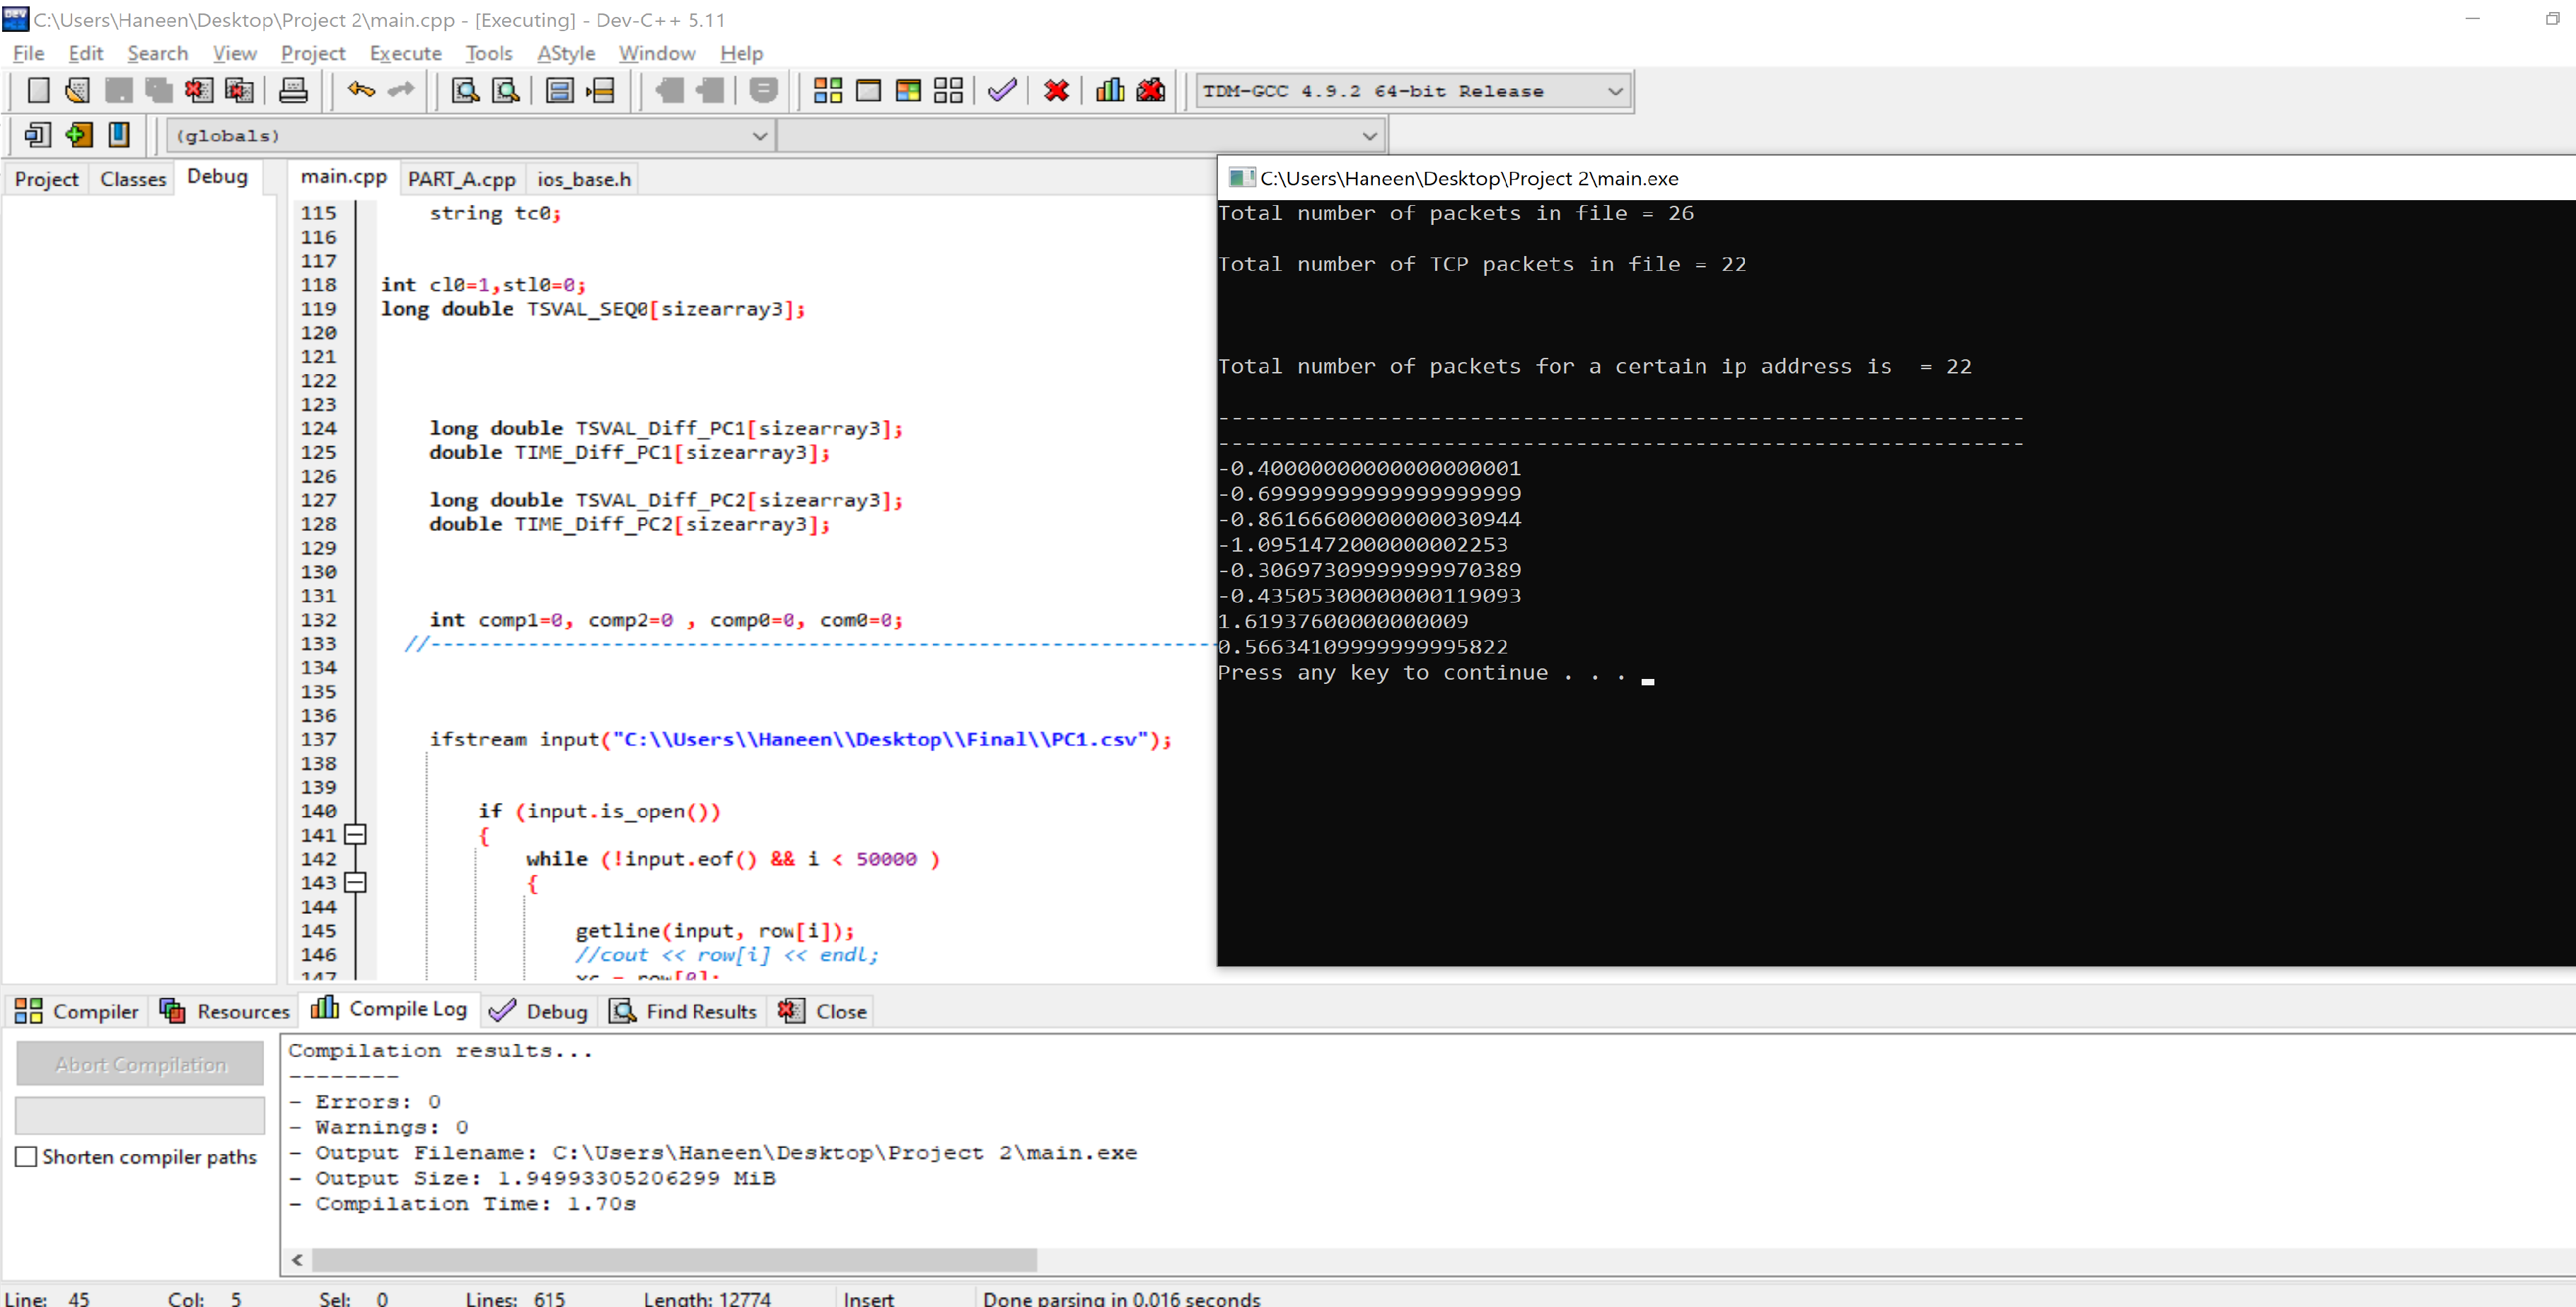 C:\Users\Haneen\Desktop\Project 2\main.cpp - [Executing] - Dev-C++ 5.11
File Edit Search View Project Execute Tools AStyle Window Help
TDM-GCC 4.9.2 64-bit Release
(globals)
Project Classes Debug
main.cpp PART_A.cpp ios_base.h
115 string tc0;
116
117
118 int cl0=1,stl0=0;
119 long double TSVAL_SEQ0[sizearray3];
120
121
122
123
124 long double TSVAL_Diff_PC1[sizearray3];
125 double TIME_Diff_PC1[sizearray3];
126
127 long double TSVAL_Diff_PC2[sizearray3];
128 double TIME_Diff_PC2[sizearray3];
129
130
131
132 int comp1=0, comp2=0 , comp0=0, com0=0;
133 //------------------------------------------------------------------
134
135
136
137 ifstream input("C:\\Users\\Haneen\\Desktop\\Final\\PC1.csv");
138
139
140 if (input.is_open())
141 {
142 while (!input.eof() && i < 50000 )
143 {
144
145 getline(input, row[i]);
146 //cout << row[i] << endl;
147 xc = row[0];
C:\Users\Haneen\Desktop\Project 2\main.exe
Total number of packets in file = 26
Total number of TCP packets in file = 22
Total number of packets for a certain ip address is  = 22
-------------------------------------------------------------
-------------------------------------------------------------
-0.40000000000000000001
-0.69999999999999999999
-0.86166600000000030944
-1.0951472000000002253
-0.30697309999999970389
-0.43505300000000119093
1.61937600000000009
0.56634109999999995822
Press any key to continue . . .
Compiler Resources Compile Log Debug Find Results Close
Abort Compilation
Shorten compiler paths
Compilation results...
--------
- Errors: 0
- Warnings: 0
- Output Filename: C:\Users\Haneen\Desktop\Project 2\main.exe
- Output Size: 1.94993305206299 MiB
- Compilation Time: 1.70s
Line: 45 Col: 5 Sel: 0 Lines: 615 Length: 12774 Insert Done parsing in 0.016 seconds